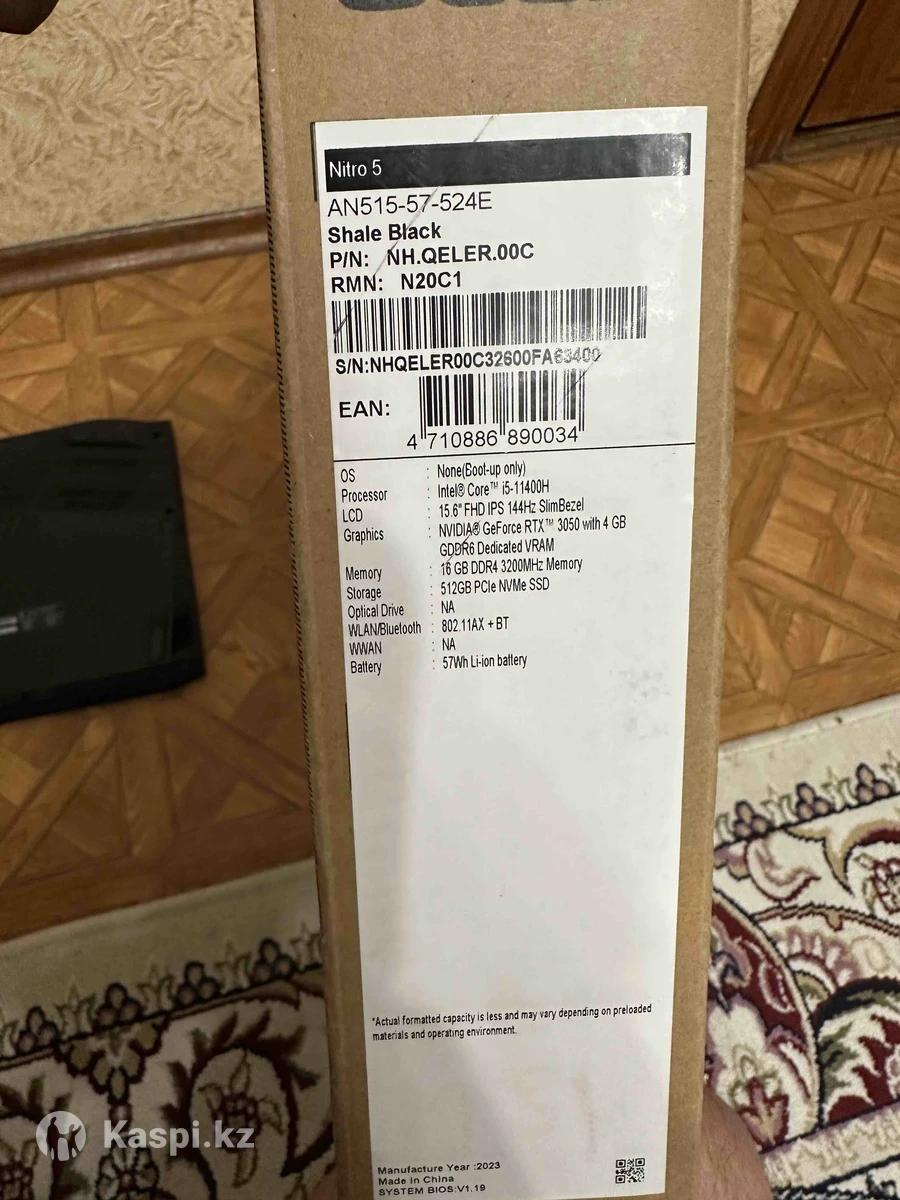 Nitro 5
AN515-57-524E
Shale Black
P/N: NH.QELER.00C
RMN: N20C1
S/N:NHQELER00C32600FA63400
EAN:
4 710886 890034
OS : None(Boot-up only)
Processor : Intel® Core™ i5-11400H
LCD : 15.6" FHD IPS 144Hz SlimBezel
Graphics : NVIDIA® GeForce RTX™ 3050 with 4 GB
GDDR6 Dedicated VRAM
Memory : 16 GB DDR4 3200MHz Memory
Storage : 512GB PCIe NVMe SSD
Optical Drive : NA
WLAN/Bluetooth : 802.11AX + BT
WWAN : NA
Battery : 57Wh Li-ion battery
*Actual formatted capacity is less and may vary depending on preloaded
materials and operating environment.
Manufacture Year :2023
Made In China
SYSTEM BIOS:V1.19
Kaspi.kz